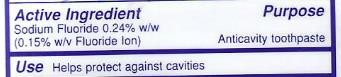 Active Ingredient Purpose
Sodium Fluoride 0.24% w/w
(0.15% w/v Fluoride Ion) Anticavity toothpaste
Use Helps protect against cavities